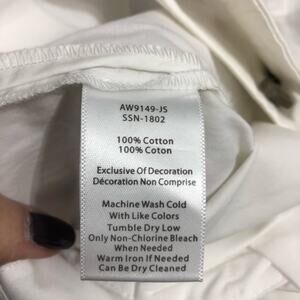 AW9149-JS
SSN-1802
100% Cotton
100% Coton
Exclusive Of Decoration
Décoration Non Comprise
Machine Wash Cold
With Like Colors
Tumble Dry Low
Only Non-Chlorine Bleach
When Needed
Warm Iron If Needed
Can Be Dry Cleaned